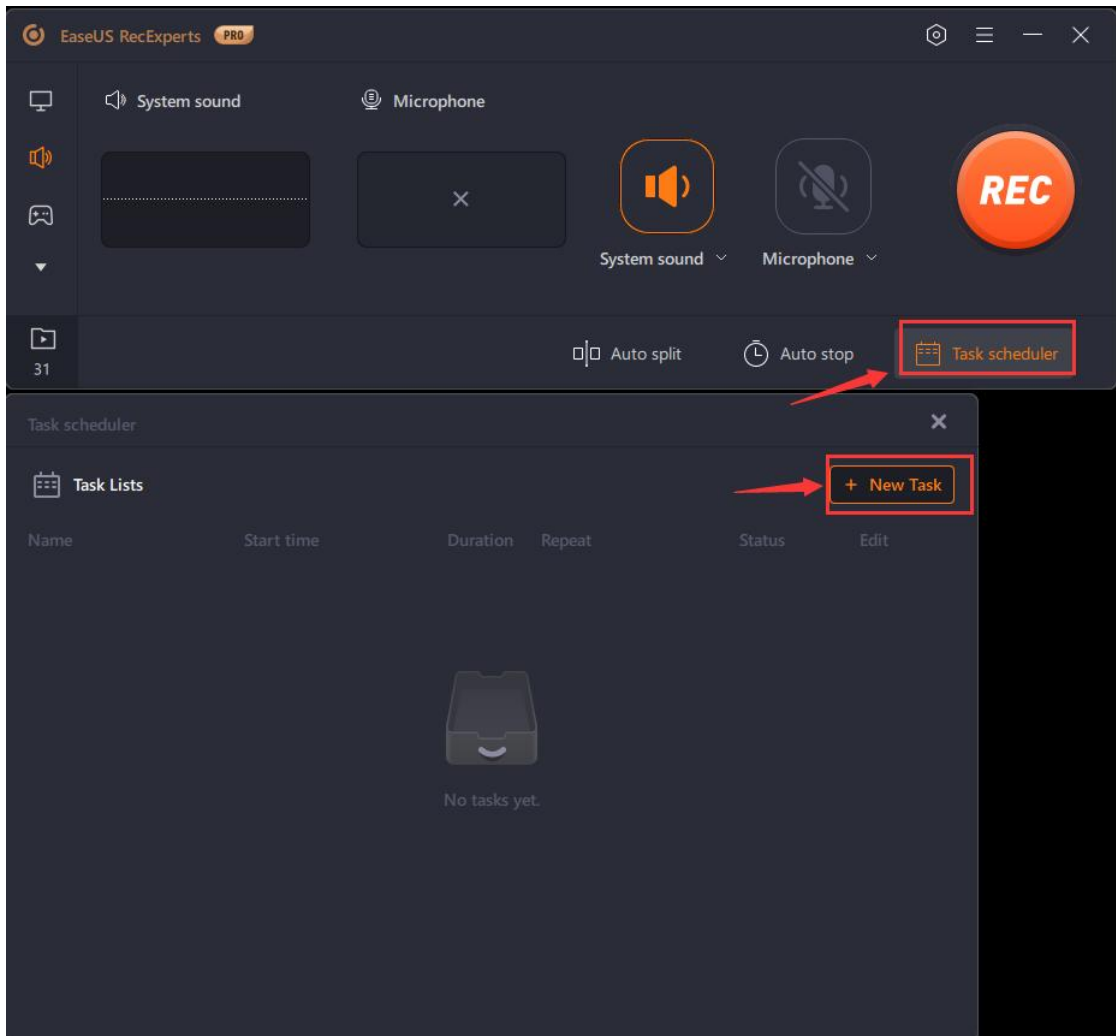 EaseUS RecExperts PRO
System sound
Microphone
REC
System sound
Microphone
31
Auto split
Auto stop
Task scheduler
Task scheduler
Task Lists
+ New Task
Name Start time Duration Repeat Status Edit
No tasks yet.